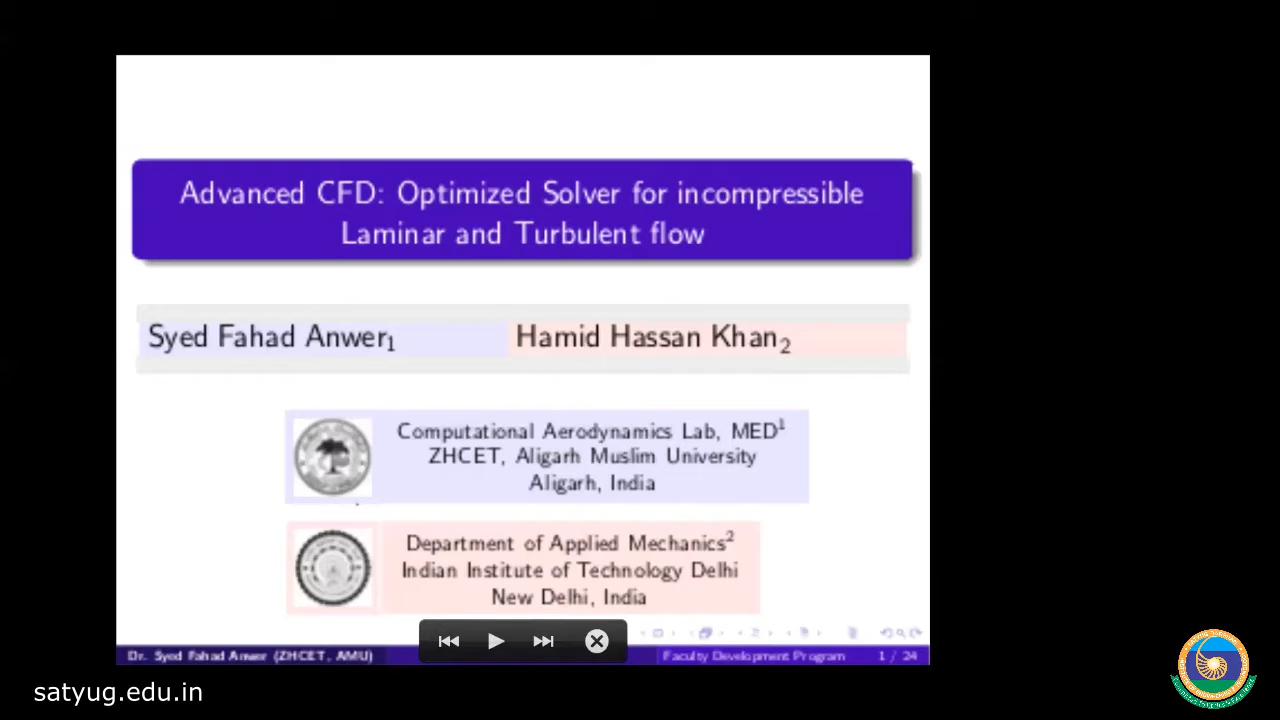 Advanced CFD: Optimized Solver for incompressible
Laminar and Turbulent flow
Syed Fahad Anwer1 Hamid Hassan Khan2
Computational Aerodynamics Lab, MED1
ZHCET, Aligarh Muslim University
Aligarh, India
Department of Applied Mechanics2
Indian Institute of Technology Delhi
New Delhi, India
Dr. Syed Fahad Anwer (ZHCET, AMU) Faculty Development Program 1 / 24
satyug.edu.in